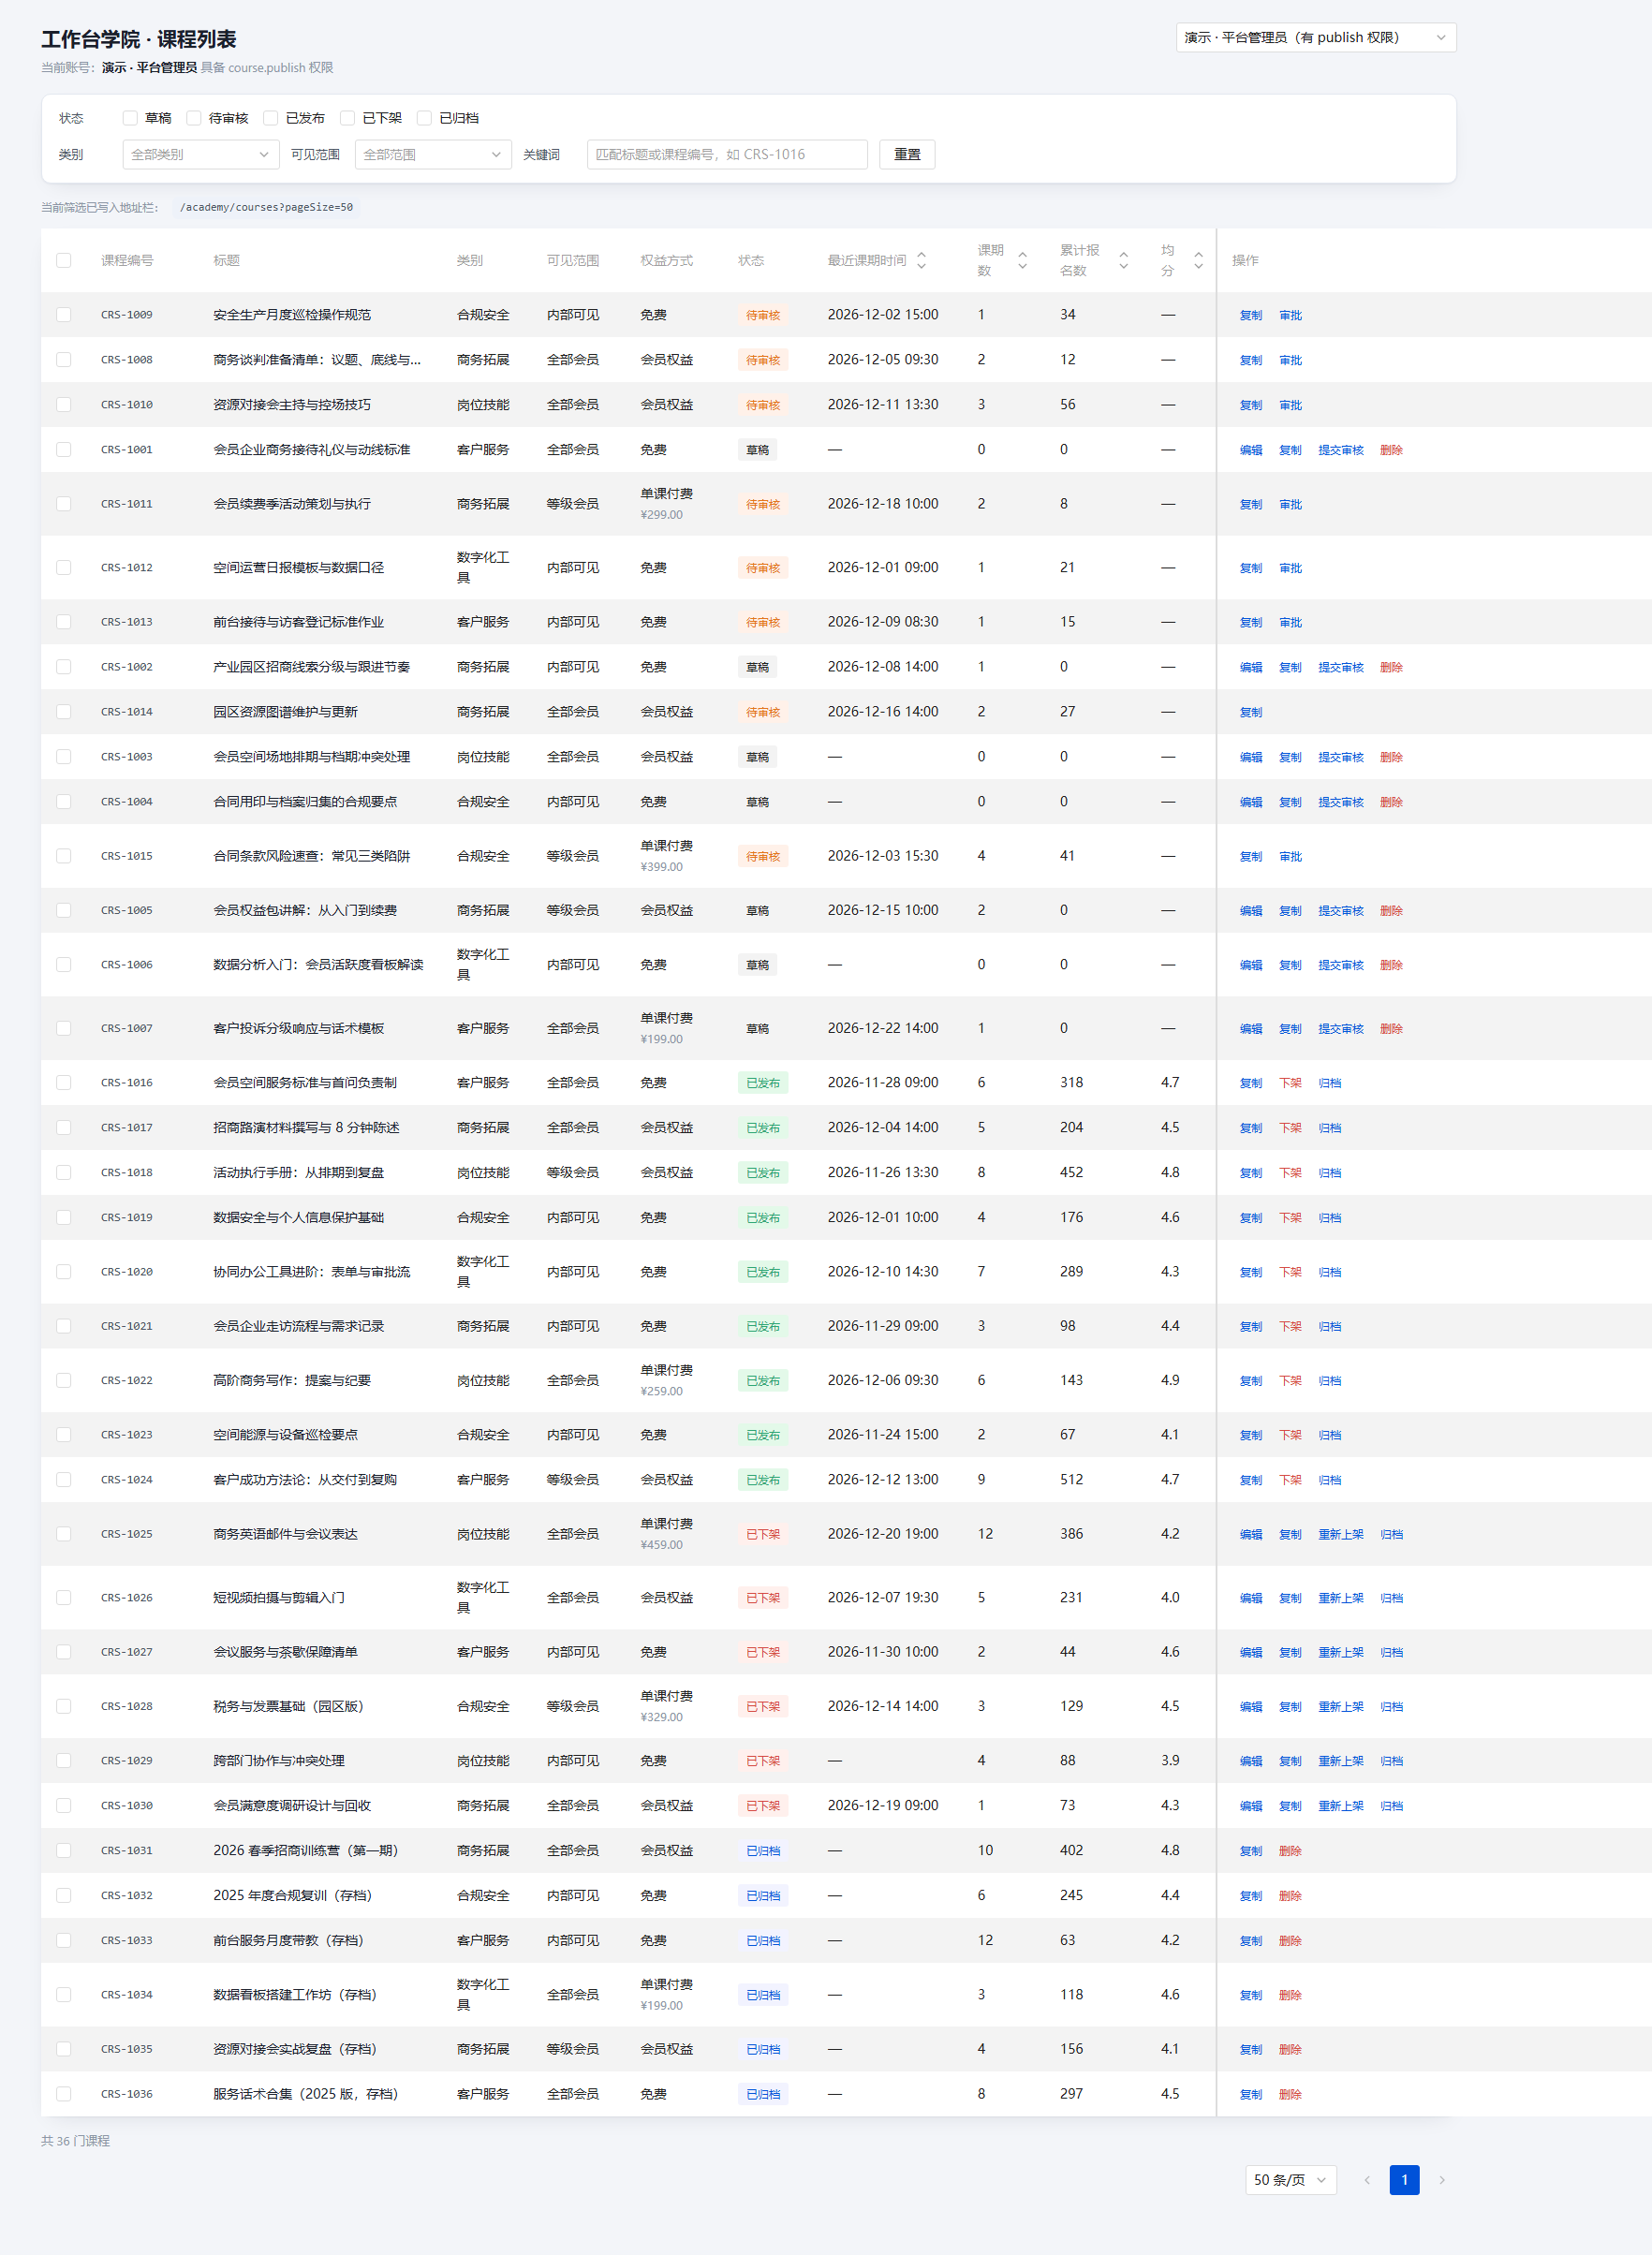 工作台学院 · 课程列表
演示 · 平台管理员（有 publish 权限）
当前账号：演示 · 平台管理员 具备 course.publish 权限
状态 草稿 待审核 已发布 已下架 已归档
类别 全部类别 可见范围 全部范围 关键词 匹配标题或课程编号，如 CRS-1016 重置
当前筛选已写入地址栏： /academy/courses?pageSize=50
课程编号 标题 类别 可见范围 权益方式 状态 最近课期时间 课期数 累计报名数 均分 操作
CRS-1009 安全生产月度巡检操作规范 合规安全 内部可见 免费 待审核 2026-12-02 15:00 1 34 — 复制 审批
CRS-1008 商务谈判准备清单：议题、底线与... 商务拓展 全部会员 会员权益 待审核 2026-12-05 09:30 2 12 — 复制 审批
CRS-1010 资源对接会主持与控场技巧 岗位技能 全部会员 会员权益 待审核 2026-12-11 13:30 3 56 — 复制 审批
CRS-1001 会员企业商务接待礼仪与动线标准 客户服务 全部会员 免费 草稿 — 0 0 — 编辑 复制 提交审核 删除
CRS-1011 会员续费季活动策划与执行 商务拓展 等级会员 单课付费 ¥299.00 待审核 2026-12-18 10:00 2 8 — 复制 审批
CRS-1012 空间运营日报模板与数据口径 数字化工具 内部可见 免费 待审核 2026-12-01 09:00 1 21 — 复制 审批
CRS-1013 前台接待与访客登记标准作业 客户服务 内部可见 免费 待审核 2026-12-09 08:30 1 15 — 复制 审批
CRS-1002 产业园区招商线索分级与跟进节奏 商务拓展 内部可见 免费 草稿 2026-12-08 14:00 1 0 — 编辑 复制 提交审核 删除
CRS-1014 园区资源图谱维护与更新 商务拓展 全部会员 会员权益 待审核 2026-12-16 14:00 2 27 — 复制
CRS-1003 会员空间场地排期与档期冲突处理 岗位技能 全部会员 会员权益 草稿 — 0 0 — 编辑 复制 提交审核 删除
CRS-1004 合同用印与档案归集的合规要点 合规安全 内部可见 免费 草稿 — 0 0 — 编辑 复制 提交审核 删除
CRS-1015 合同条款风险速查：常见三类陷阱 合规安全 等级会员 单课付费 ¥399.00 待审核 2026-12-03 15:30 4 41 — 复制 审批
CRS-1005 会员权益包讲解：从入门到续费 商务拓展 等级会员 会员权益 草稿 2026-12-15 10:00 2 0 — 编辑 复制 提交审核 删除
CRS-1006 数据分析入门：会员活跃度看板解读 数字化工具 内部可见 免费 草稿 — 0 0 — 编辑 复制 提交审核 删除
CRS-1007 客户投诉分级响应与话术模板 客户服务 全部会员 单课付费 ¥199.00 草稿 2026-12-22 14:00 1 0 — 编辑 复制 提交审核 删除
CRS-1016 会员空间服务标准与首问负责制 客户服务 全部会员 免费 已发布 2026-11-28 09:00 6 318 4.7 复制 下架 归档
CRS-1017 招商路演材料撰写与 8 分钟陈述 商务拓展 全部会员 会员权益 已发布 2026-12-04 14:00 5 204 4.5 复制 下架 归档
CRS-1018 活动执行手册：从排期到复盘 岗位技能 等级会员 会员权益 已发布 2026-11-26 13:30 8 452 4.8 复制 下架 归档
CRS-1019 数据安全与个人信息保护基础 合规安全 内部可见 免费 已发布 2026-12-01 10:00 4 176 4.6 复制 下架 归档
CRS-1020 协同办公工具进阶：表单与审批流 数字化工具 内部可见 免费 已发布 2026-12-10 14:30 7 289 4.3 复制 下架 归档
CRS-1021 会员企业走访流程与需求记录 商务拓展 内部可见 免费 已发布 2026-11-29 09:00 3 98 4.4 复制 下架 归档
CRS-1022 高阶商务写作：提案与纪要 岗位技能 全部会员 单课付费 ¥259.00 已发布 2026-12-06 09:30 6 143 4.9 复制 下架 归档
CRS-1023 空间能源与设备巡检要点 合规安全 内部可见 免费 已发布 2026-11-24 15:00 2 67 4.1 复制 下架 归档
CRS-1024 客户成功方法论：从交付到复购 客户服务 等级会员 会员权益 已发布 2026-12-12 13:00 9 512 4.7 复制 下架 归档
CRS-1025 商务英语邮件与会议表达 岗位技能 全部会员 单课付费 ¥459.00 已下架 2026-12-20 19:00 12 386 4.2 编辑 复制 重新上架 归档
CRS-1026 短视频拍摄与剪辑入门 数字化工具 全部会员 会员权益 已下架 2026-12-07 19:30 5 231 4.0 编辑 复制 重新上架 归档
CRS-1027 会议服务与茶歇保障清单 客户服务 内部可见 免费 已下架 2026-11-30 10:00 2 44 4.6 编辑 复制 重新上架 归档
CRS-1028 税务与发票基础（园区版） 合规安全 等级会员 单课付费 ¥329.00 已下架 2026-12-14 14:00 3 129 4.5 编辑 复制 重新上架 归档
CRS-1029 跨部门协作与冲突处理 岗位技能 内部可见 免费 已下架 — 4 88 3.9 编辑 复制 重新上架 归档
CRS-1030 会员满意度调研设计与回收 商务拓展 全部会员 会员权益 已下架 2026-12-19 09:00 1 73 4.3 编辑 复制 重新上架 归档
CRS-1031 2026 春季招商训练营（第一期） 商务拓展 全部会员 会员权益 已归档 — 10 402 4.8 复制 删除
CRS-1032 2025 年度合规复训（存档） 合规安全 内部可见 免费 已归档 — 6 245 4.4 复制 删除
CRS-1033 前台服务月度带教（存档） 客户服务 内部可见 免费 已归档 — 12 63 4.2 复制 删除
CRS-1034 数据看板搭建工作坊（存档） 数字化工具 全部会员 单课付费 ¥199.00 已归档 — 3 118 4.6 复制 删除
CRS-1035 资源对接会实战复盘（存档） 商务拓展 等级会员 会员权益 已归档 — 4 156 4.1 复制 删除
CRS-1036 服务话术合集（2025 版，存档） 客户服务 全部会员 免费 已归档 — 8 297 4.5 复制 删除
共 36 门课程
50 条/页 1